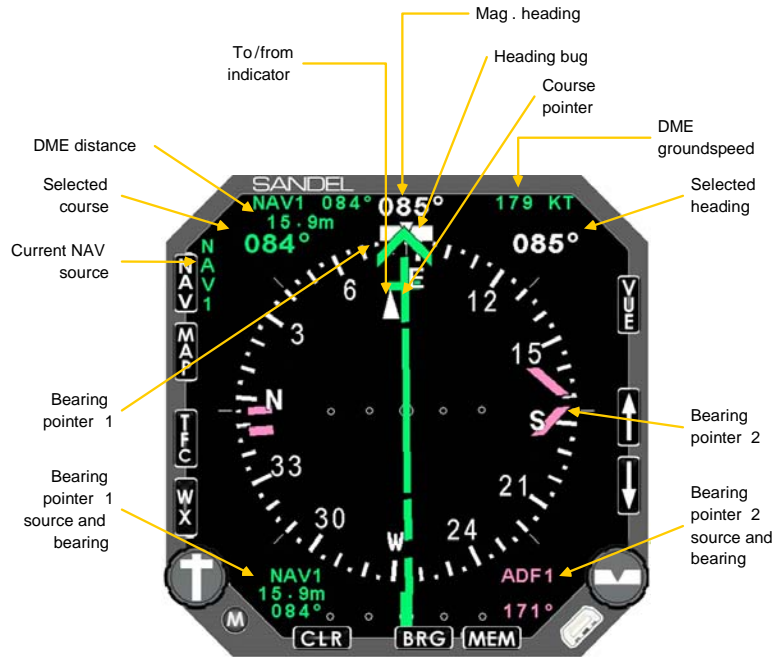 Mag . heading
To/from
indicator
Heading bug
Course
pointer
DME distance
DME
groundspeed
Selected
course
Selected
heading
Current NAV
source
SANDEL
NAV1 084°
085°
179 KT
15.9m
084°
085°
NAV1
NAV
MAP
TFC
WX
VUE
E
6
12
3
15
N
S
33
21
30
24
W
Bearing
pointer 1
Bearing
pointer 2
Bearing
pointer 1
source and
bearing
Bearing
pointer 2
source and
bearing
NAV1
15.9m
084°
ADF1
171°
M
CLR
BRG
MEM